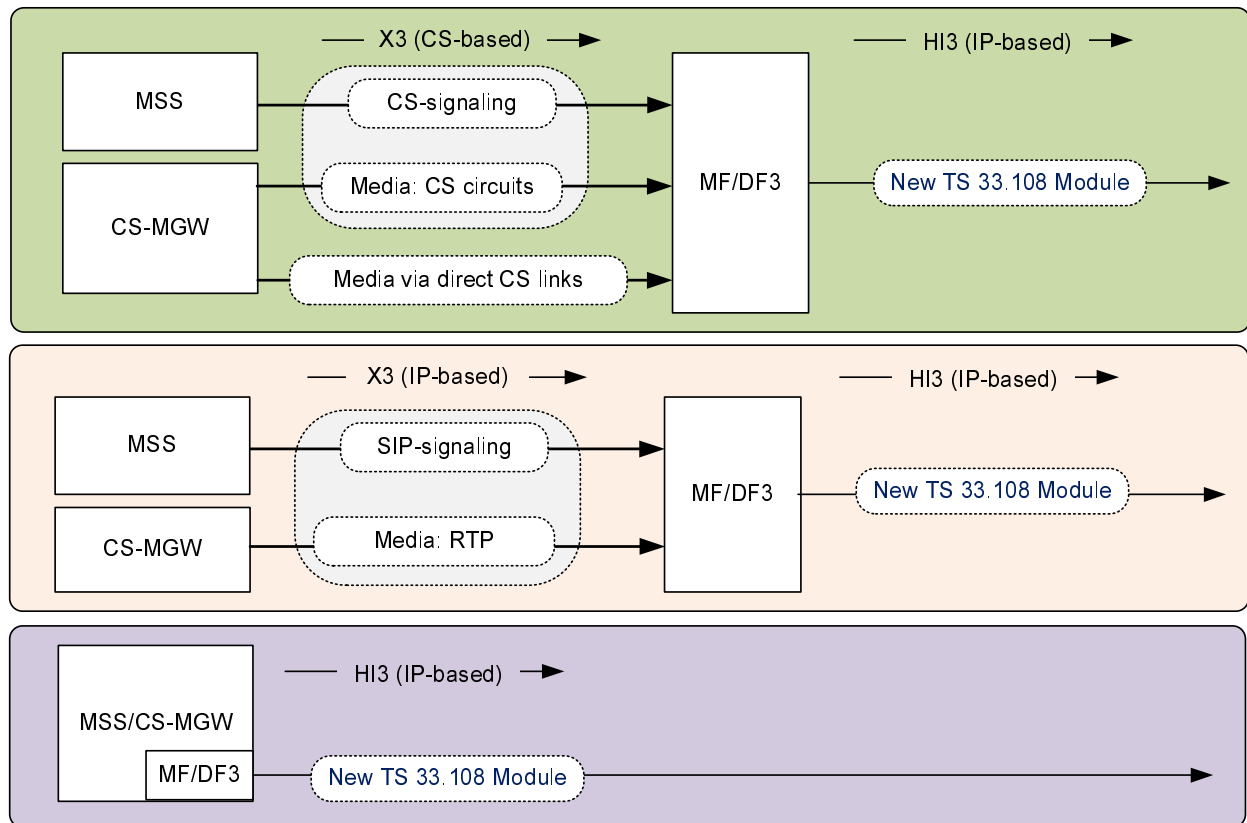 X3 (CS-based)
HI3 (IP-based)
MSS
CS-signaling
Media: CS circuits
MF/DF3
New TS 33.108 Module
CS-MGW
Media via direct CS links
X3 (IP-based)
HI3 (IP-based)
MSS
SIP-signaling
MF/DF3
New TS 33.108 Module
CS-MGW
Media: RTP
HI3 (IP-based)
MSS/CS-MGW
MF/DF3
New TS 33.108 Module